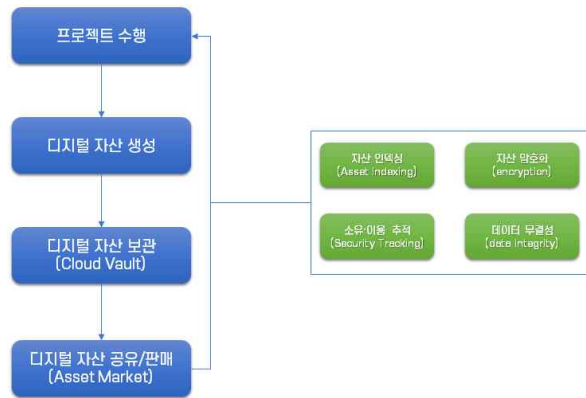 프로젝트 수행
디지털 자산 생성
디지털 자산 보관
(Cloud Vault)
디지털 자산 공유/판매
(Asset Market)
자산 인덱싱
(Asset Indexing)
자산 암호화
(encryption)
소유·이용 추적
(Security Tracking)
데이터 무결성
(data integrity)